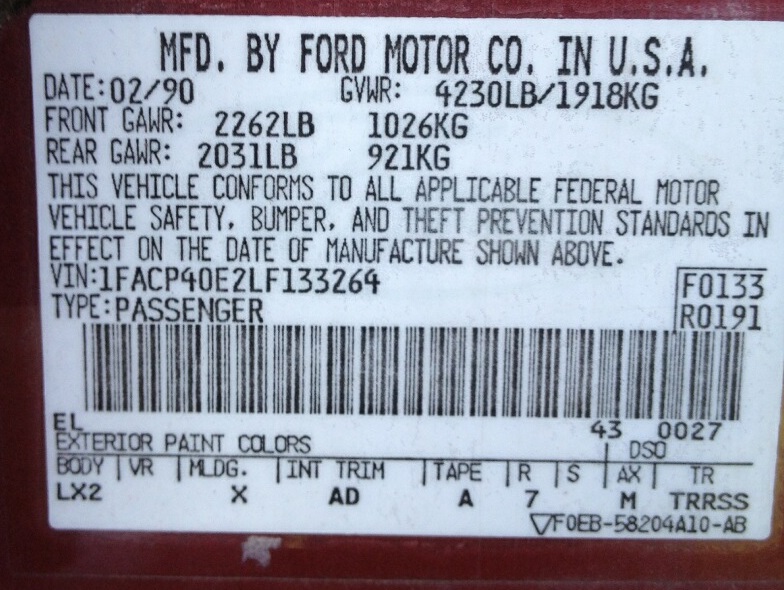 MFD. BY FORD MOTOR CO. IN U.S.A.
DATE: 02/90 GVWR: 4230LB/1918KG
FRONT GAWR: 2262LB 1026KG
REAR GAWR: 2031LB 921KG
THIS VEHICLE CONFORMS TO ALL APPLICABLE FEDERAL MOTOR
VEHICLE SAFETY, BUMPER, AND THEFT PREVENTION STANDARDS IN
EFFECT ON THE DATE OF MANUFACTURE SHOWN ABOVE.
VIN:1FACP40E2LF133264 F0133
TYPE:PASSENGER R0191
EL 43 0027
EXTERIOR PAINT COLORS DSO
BODY VR MLDG. INT TRIM TAPE R S AX TR
LX2 X AD A 7 M TRRSS
▽F0EB-58204A10-AB